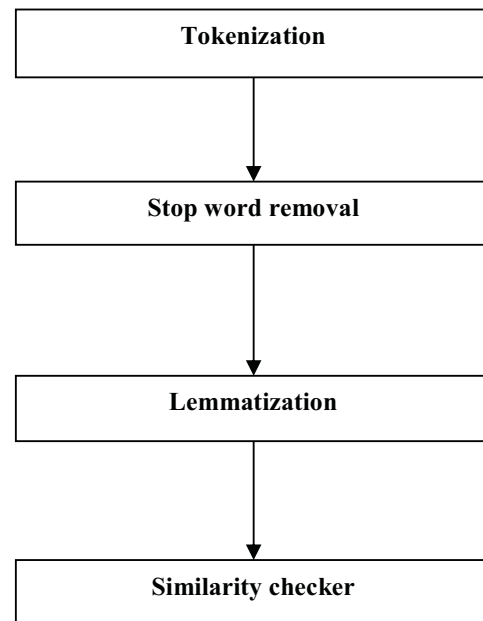 Tokenization
Stop word removal
Lemmatization
Similarity checker